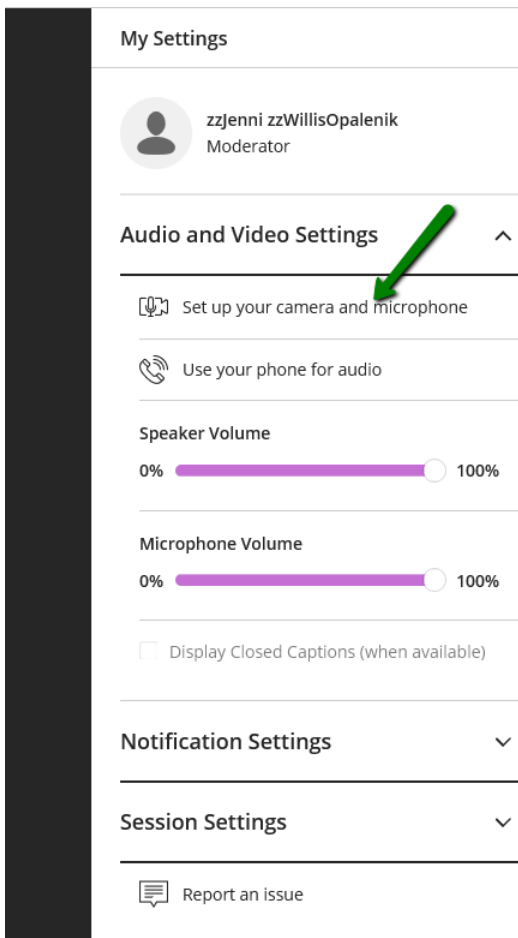 My Settings
zzJenni zzWillisOpalenik
Moderator
Audio and Video Settings
Set up your camera and microphone
Use your phone for audio
Speaker Volume
0% 100%
Microphone Volume
0% 100%
Display Closed Captions (when available)
Notification Settings
Session Settings
Report an issue